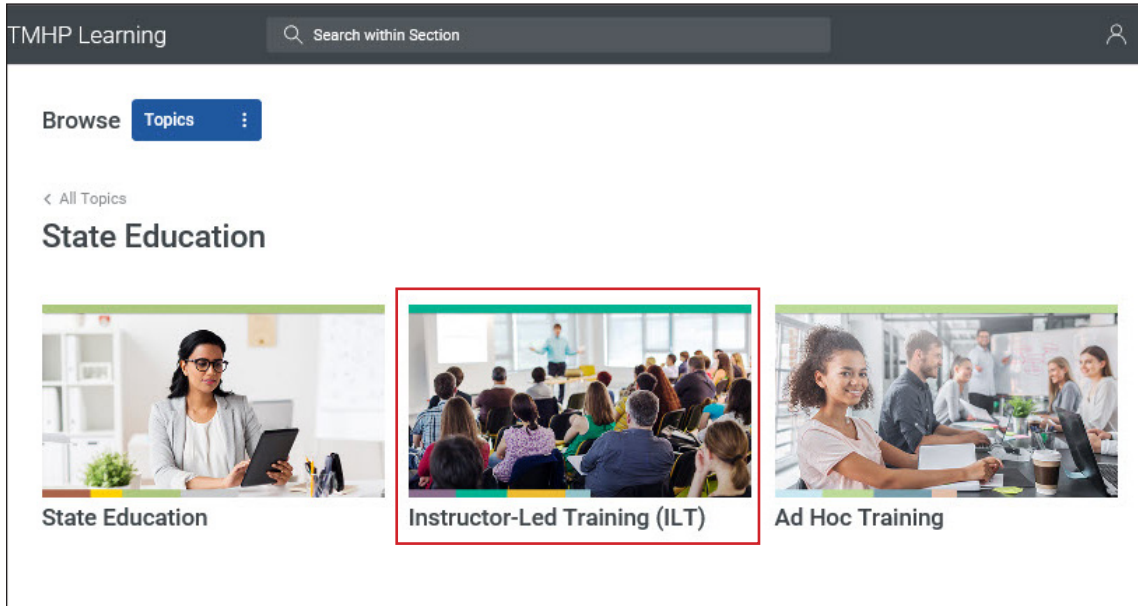 TMHP Learning
Search within Section
Browse
Topics
All Topics
State Education
State Education
Instructor-Led Training (ILT)
Ad Hoc Training